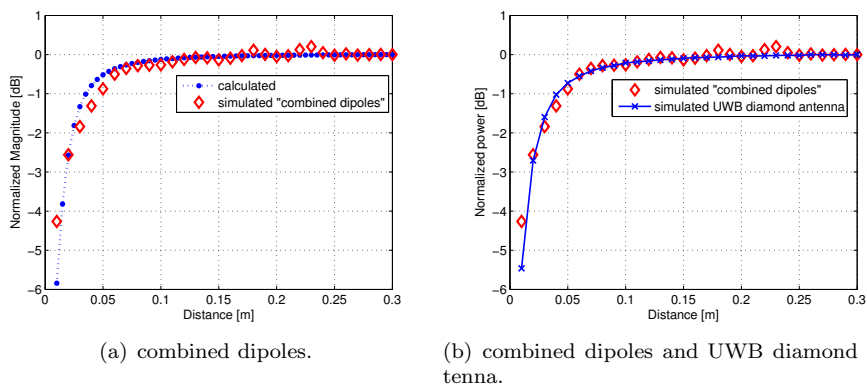 1
0
−1
−2
−3
−4
−5
−6
Normalized Magnitude [dB]
calculated
simulated "combined dipoles"
0
0.05
0.1
0.15
0.2
0.25
0.3
Distance [m]
(a) combined dipoles.
1
0
−1
−2
−3
−4
−5
−6
Normalized power [dB]
simulated "combined dipoles"
simulated UWB diamond antenna
0
0.05
0.1
0.15
0.2
0.25
0.3
Distance [m]
(b) combined dipoles and UWB diamond
tenna.